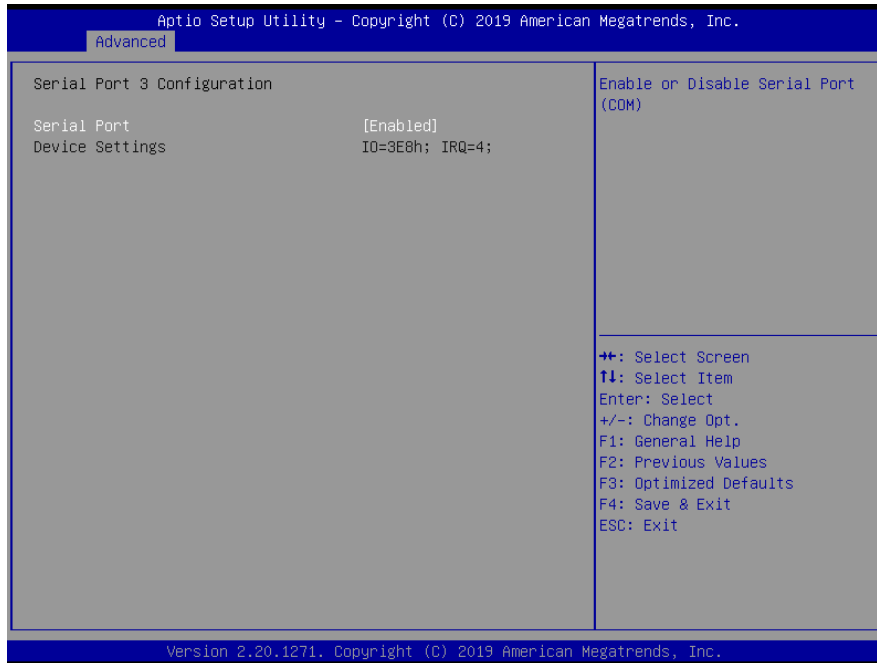 Aptio Setup Utility – Copyright (C) 2019 American Megatrends, Inc.
Advanced
Serial Port 3 Configuration
Serial Port [Enabled]
Device Settings IO=3E8h; IRQ=4;
Enable or Disable Serial Port
(COM)
→←: Select Screen
↑↓: Select Item
Enter: Select
+/-: Change Opt.
F1: General Help
F2: Previous Values
F3: Optimized Defaults
F4: Save & Exit
ESC: Exit
Version 2.20.1271. Copyright (C) 2019 American Megatrends, Inc.